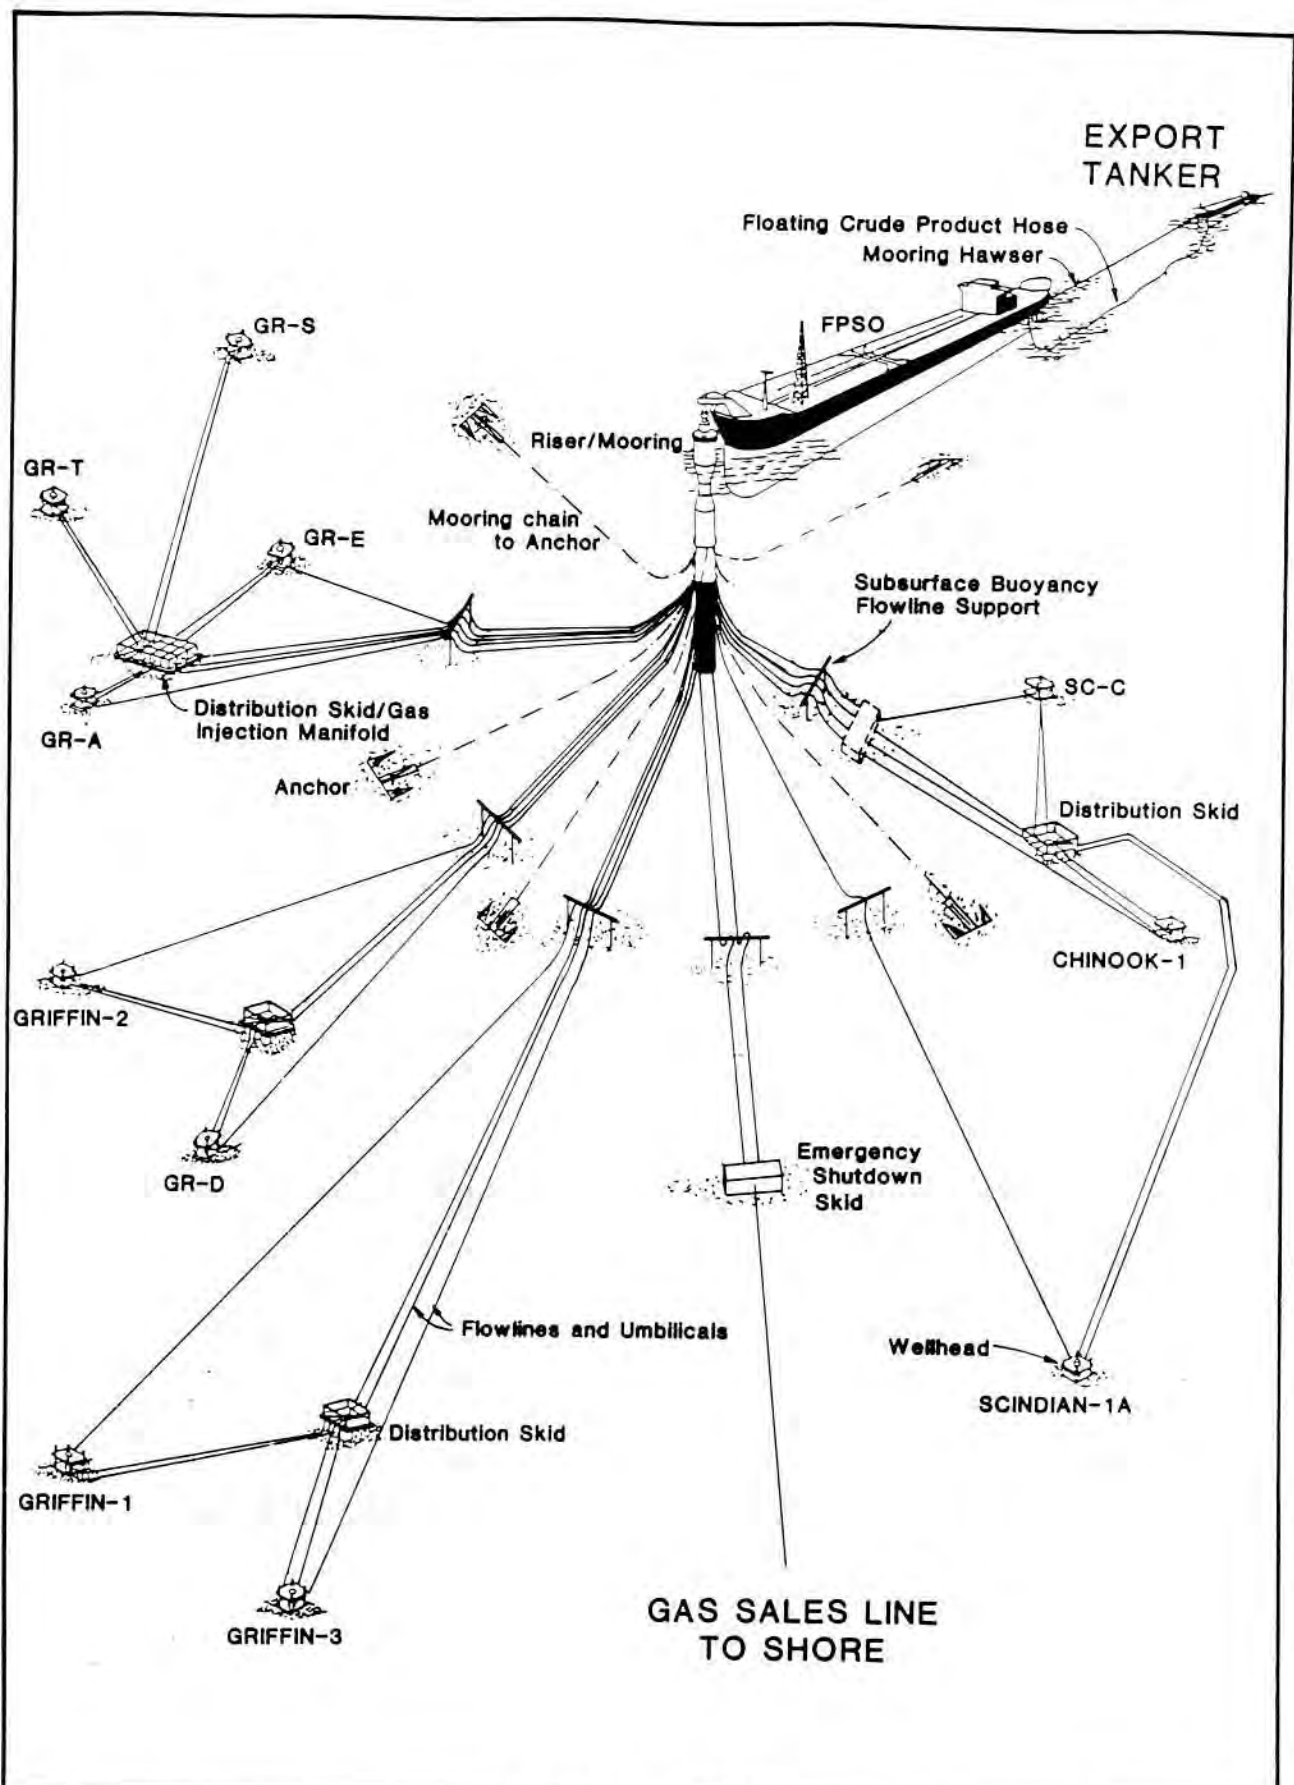 EXPORT
TANKER
Floating Crude Product Hose
Mooring Hawser
FPSO
GR-S
Riser/Mooring
GR-T
Mooring chain
to Anchor
GR-E
Subsurface Buoyancy
Flowline Support
SC-C
Distribution Skid/Gas
Injection Manifold
GR-A
Anchor
Distribution Skid
CHINOOK-1
GRIFFIN-2
Emergency
Shutdown
Skid
GR-D
Flowlines and Umbilicals
Wellhead
SCINDIAN-1A
Distribution Skid
GRIFFIN-1
GRIFFIN-3
GAS SALES LINE
TO SHORE